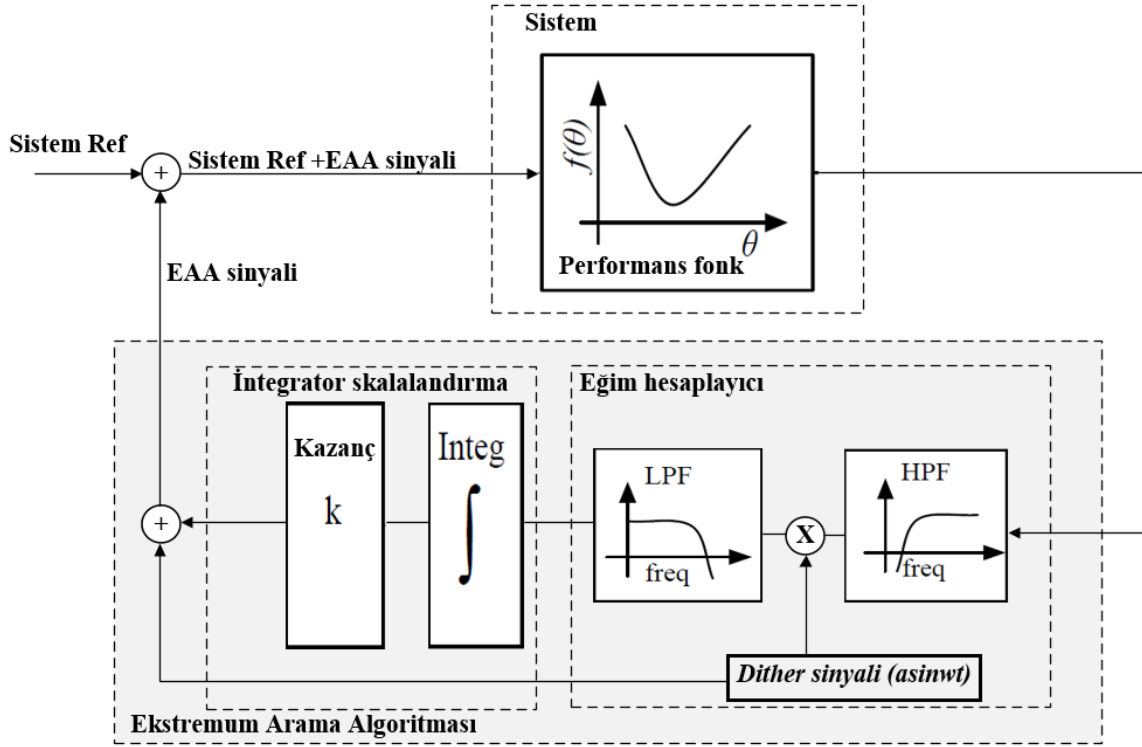 Sistem
Sistem Ref
+
Sistem Ref +EAA sinyali
f(θ)
θ
Performans fonk
EAA sinyali
İntegrator skalalandırma
Eğim hesaplayıcı
Kazanç
k
Integ
∫
LPF
freq
X
HPF
freq
+
Dither sinyali (asinwt)
Ekstremum Arama Algoritması